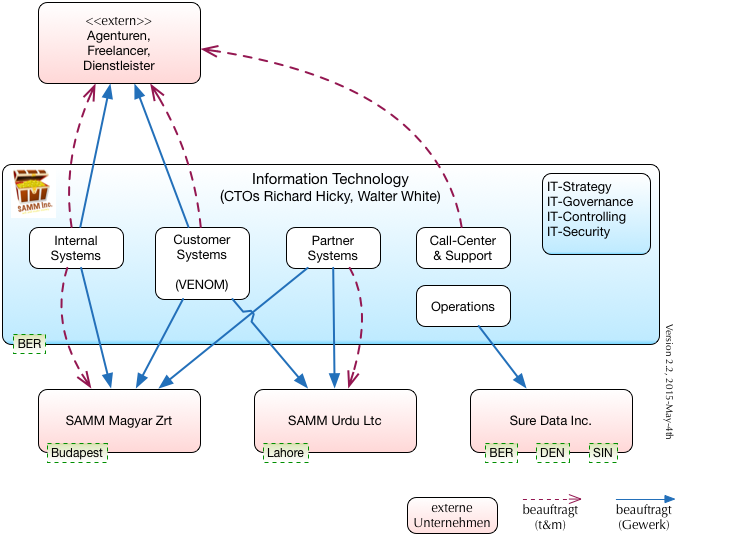 <<extern>>
Agenturen,
Freelancer,
Dienstleister
SAMM Inc.
Information Technology
(CTOs Richard Hicky, Walter White)
IT-Strategy
IT-Governance
IT-Controlling
IT-Security
Internal
Systems
Customer
Systems
(VENOM)
Partner
Systems
Call-Center
& Support
Operations
BER
Version 2.2, 2015-May-4th
SAMM Magyar Zrt
Budapest
SAMM Urdu Ltc
Lahore
Sure Data Inc.
BER
DEN
SIN
externe
Unternehmen
beauftragt
(t&m)
beauftragt
(Gewerk)